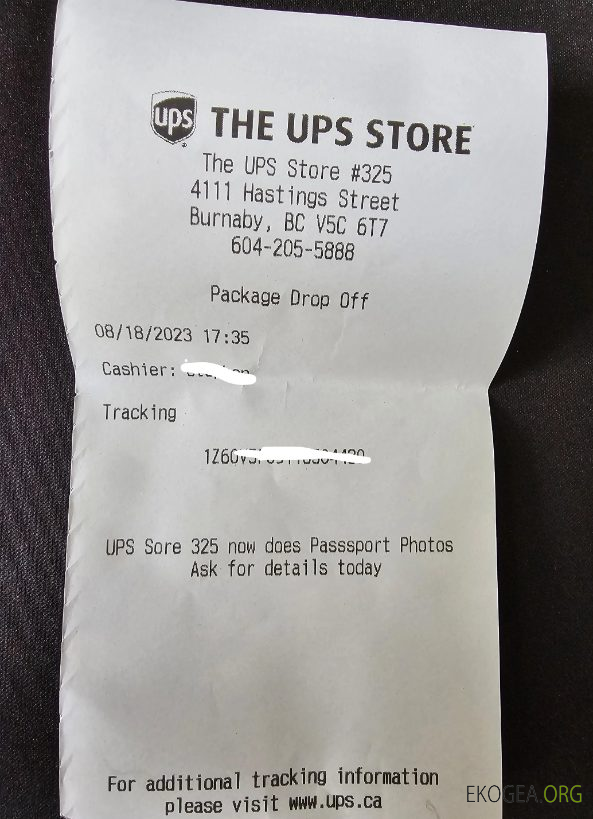 ups
THE UPS STORE
The UPS Store #325
4111 Hastings Street
Burnaby, BC V5C 6T7
604-205-5888
Package Drop Off
08/18/2023 17:35
Cashier:
Tracking
UPS Sore 325 now does Passsport Photos
Ask for details today
For additional tracking information
please visit www.ups.ca
EKOGEA.ORG